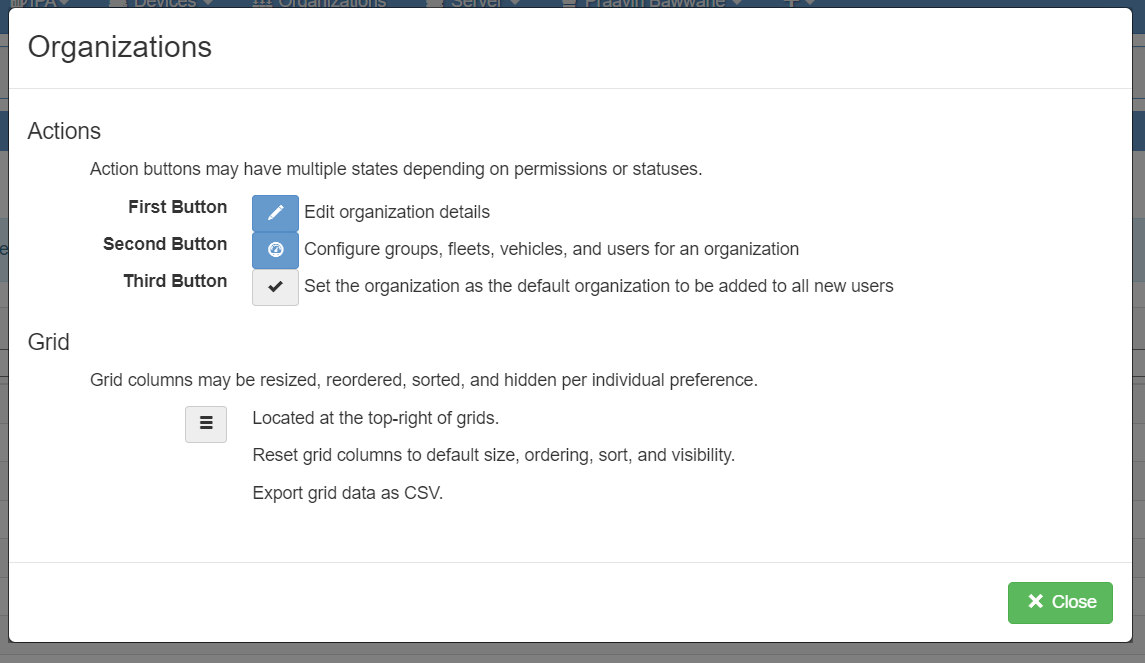 IPA Devices Organizations Server Praavin Bawwane
Organizations
Actions
Action buttons may have multiple states depending on permissions or statuses.
First Button Edit organization details
Second Button Configure groups, fleets, vehicles, and users for an organization
Third Button Set the organization as the default organization to be added to all new users
Grid
Grid columns may be resized, reordered, sorted, and hidden per individual preference.
Located at the top-right of grids.
Reset grid columns to default size, ordering, sort, and visibility.
Export grid data as CSV.
Close